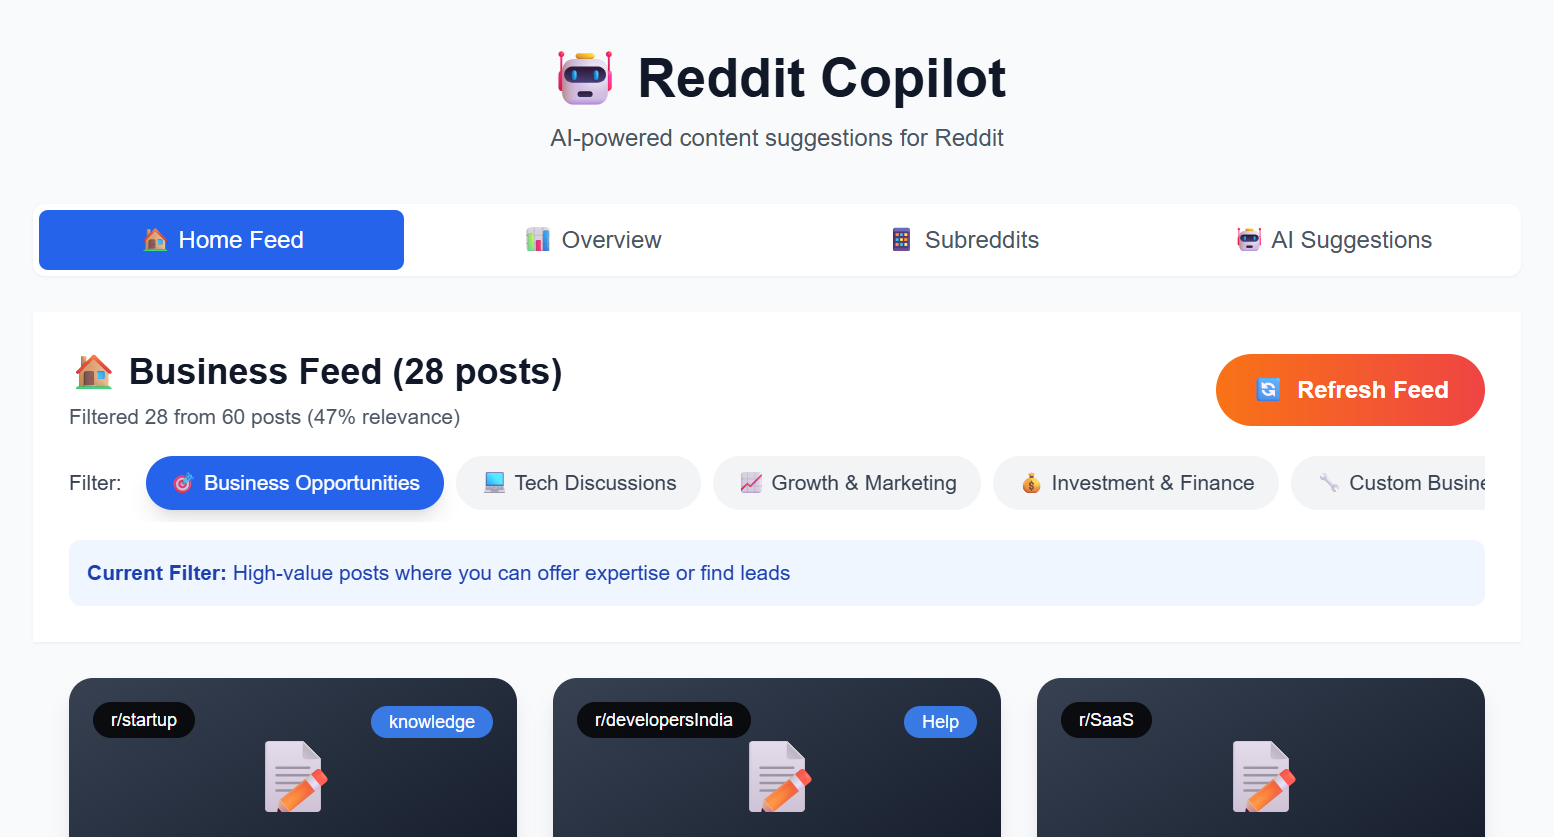 Reddit Copilot
AI-powered content suggestions for Reddit
Home Feed
Overview
Subreddits
AI Suggestions
Business Feed (28 posts)
Filtered 28 from 60 posts (47% relevance)
Refresh Feed
Filter:
Business Opportunities
Tech Discussions
Growth & Marketing
Investment & Finance
Custom Busine
Current Filter: High-value posts where you can offer expertise or find leads
r/startup
knowledge
r/developersIndia
Help
r/SaaS